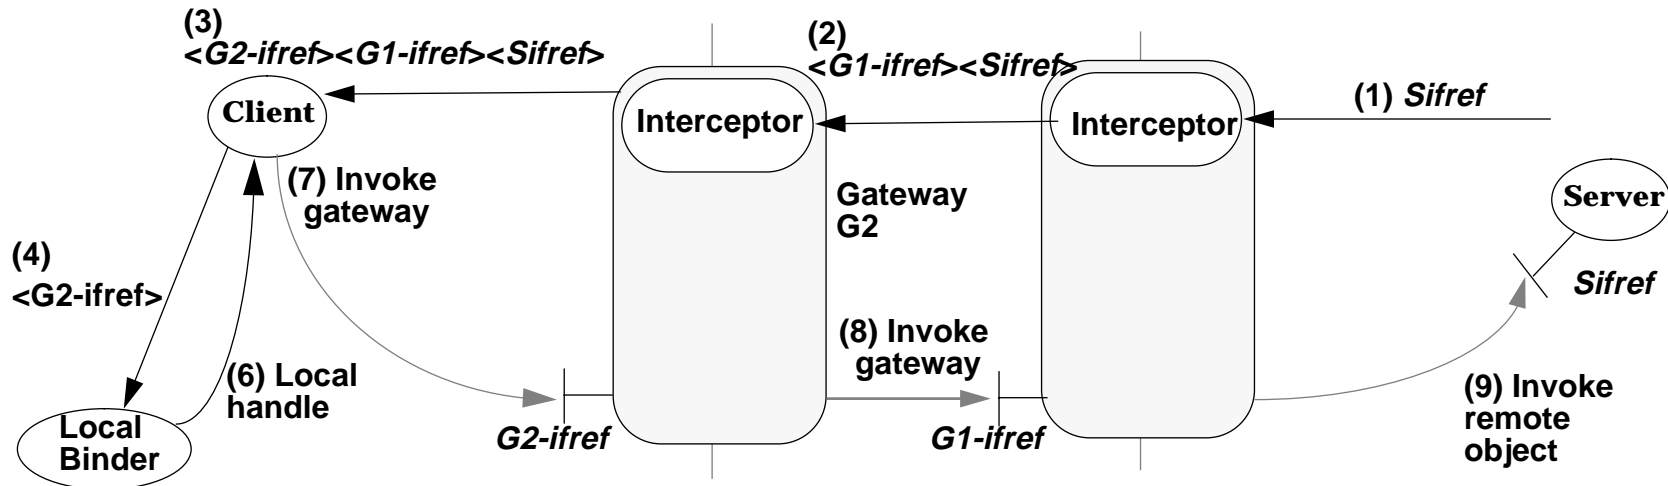 (3)
<G2-ifref><G1-ifref><Sifref>
(2)
<G1-ifref><Sifref>
(1) Sifref
Client
Interceptor
Interceptor
(7) Invoke
gateway
Gateway
G2
Server
(4)
<G2-ifref>
Sifref
(8) Invoke
gateway
(6) Local
handle
(9) Invoke
remote
object
Local
Binder
G2-ifref
G1-ifref